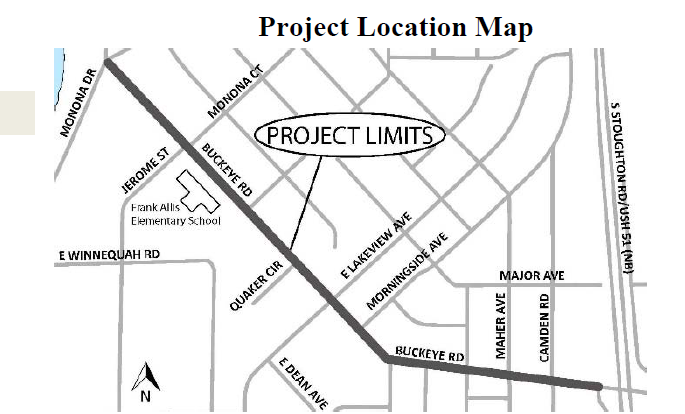 Project Location Map
MONONA DR
MONONA CT
PROJECT LIMITS
S STOUGHTON RD/USH 51 (NB)
JEROME ST
BUCKEYE RD
Frank Allis
Elementary School
E WINNEQUAH RD
QUAKER CIR
E LAKEVIEW AVE
MORNINGSIDE AVE
MAJOR AVE
MAHER AVE
CAMDEN RD
BUCKEYE RD
E DEAN AVE
N